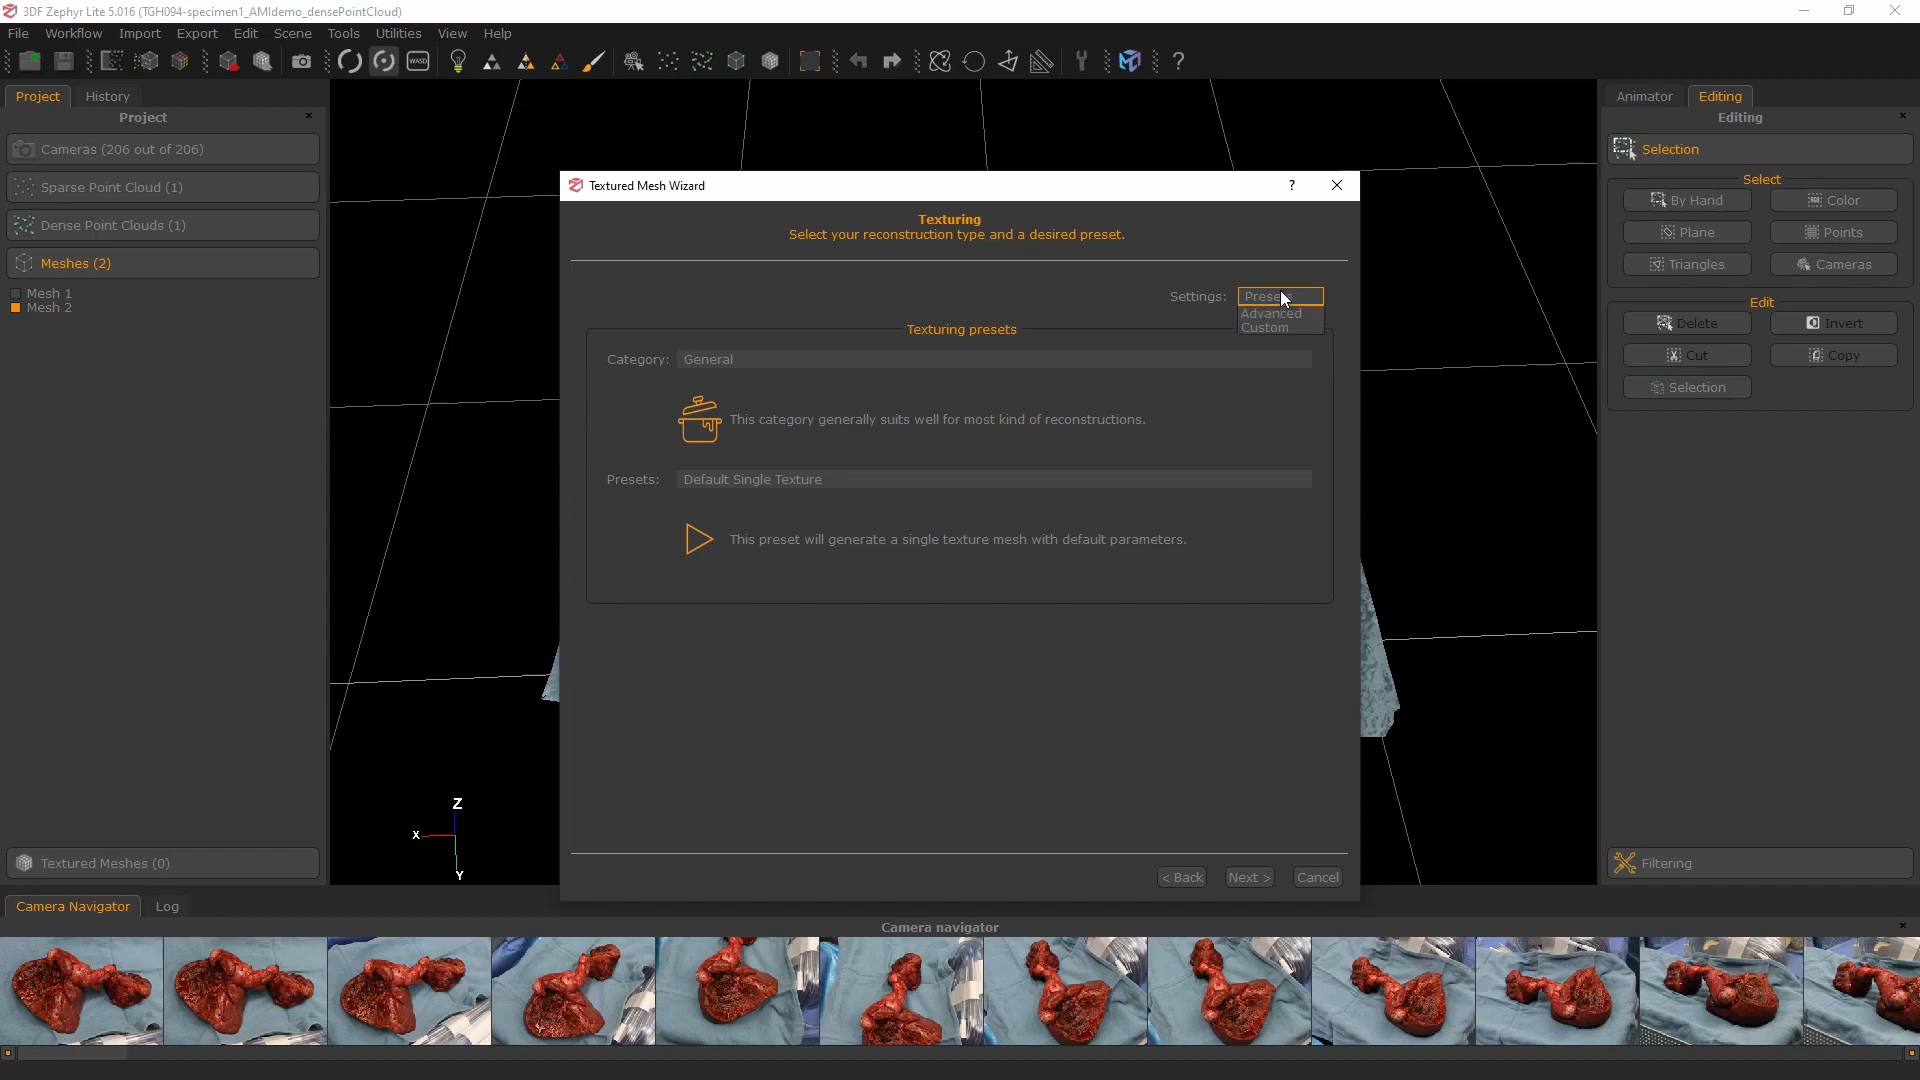 3DF Zephyr Lite 5.016 (TGH094-specimen1_AMIdemo_densePointCloud)
File Workflow Import Export Edit Scene Tools Utilities View Help
WASD
Project History
Project
Cameras (206 out of 206)
Sparse Point Cloud (1)
Dense Point Clouds (1)
Meshes (2)
Mesh 1
Mesh 2
Textured Meshes (0)
Z
X
Y
Textured Mesh Wizard
Texturing
Select your reconstruction type and a desired preset.
Settings:
Advanced
Custom
Texturing presets
Category: General
This category generally suits well for most kind of reconstructions.
Presets: Default Single Texture
This preset will generate a single texture mesh with default parameters.
< Back Next > Cancel
Animator Editing
Editing
Selection
Select
By Hand Color
Plane Points
Triangles Cameras
Edit
Delete Invert
Cut Copy
Selection
Filtering
Camera Navigator Log
Camera navigator